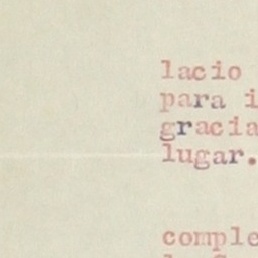 lacio
para i
gracia
lugar.
comple